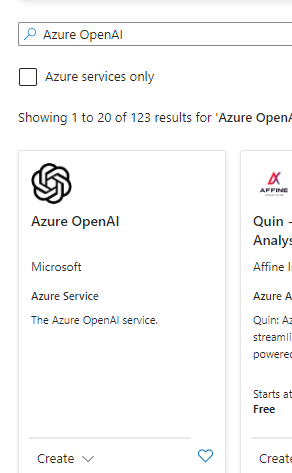 Azure OpenAI
Azure services only
Showing 1 to 20 of 123 results for 'Azure OpenA
Azure OpenAI
Microsoft
Azure Service
The Azure OpenAI service.
Create
AFFINE
Quin -
Analys
Affine I
Azure A
Quin: Az
streamli
powered
Starts at
Free
Create